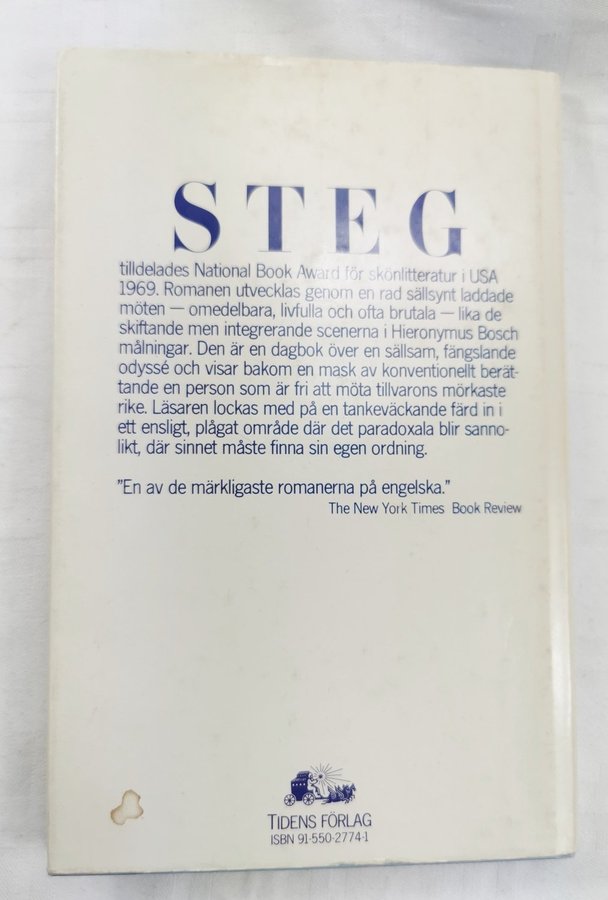 STEG
tilldelades National Book Award för skönlitteratur i USA
1969. Romanen utvecklas genom en rad sällsynt laddade
möten — omedelbara, livfulla och ofta brutala — lika de
skiftande men integrerande scenerna i Hieronymus Bosch
målningar. Den är en dagbok över en sällsam, fängslande
odyssé och visar bakom en mask av konventionellt berät-
tande en person som är fri att möta tillvarons mörkaste
rike. Läsaren lockas med på en tankeväckande färd in i
ett ensligt, plågat område där det paradoxala blir sanno-
likt, där sinnet måste finna sin egen ordning.
"En av de märkligaste romanerna på engelska."
The New York Times Book Review
TIDENS FÖRLAG
ISBN 91-550-2774-1